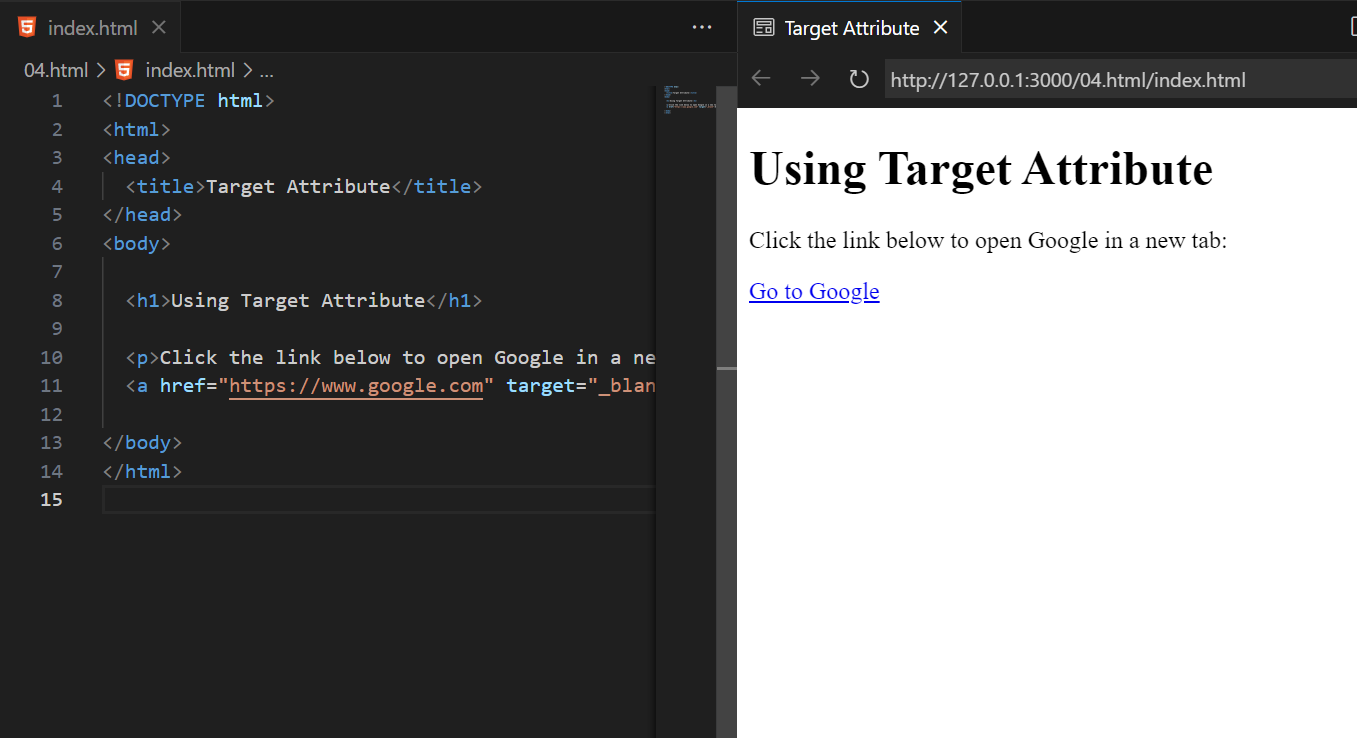 index.html
04.html > index.html > ...
1 <!DOCTYPE html>
2 <html>
3 <head>
4 <title>Target Attribute</title>
5 </head>
6 <body>
7
8 <h1>Using Target Attribute</h1>
9
10 <p>Click the link below to open Google in a ne
11 <a href="https://www.google.com" target="_blan
12
13 </body>
14 </html>
15
Target Attribute
http://127.0.0.1:3000/04.html/index.html
Using Target Attribute
Click the link below to open Google in a new tab:
Go to Google